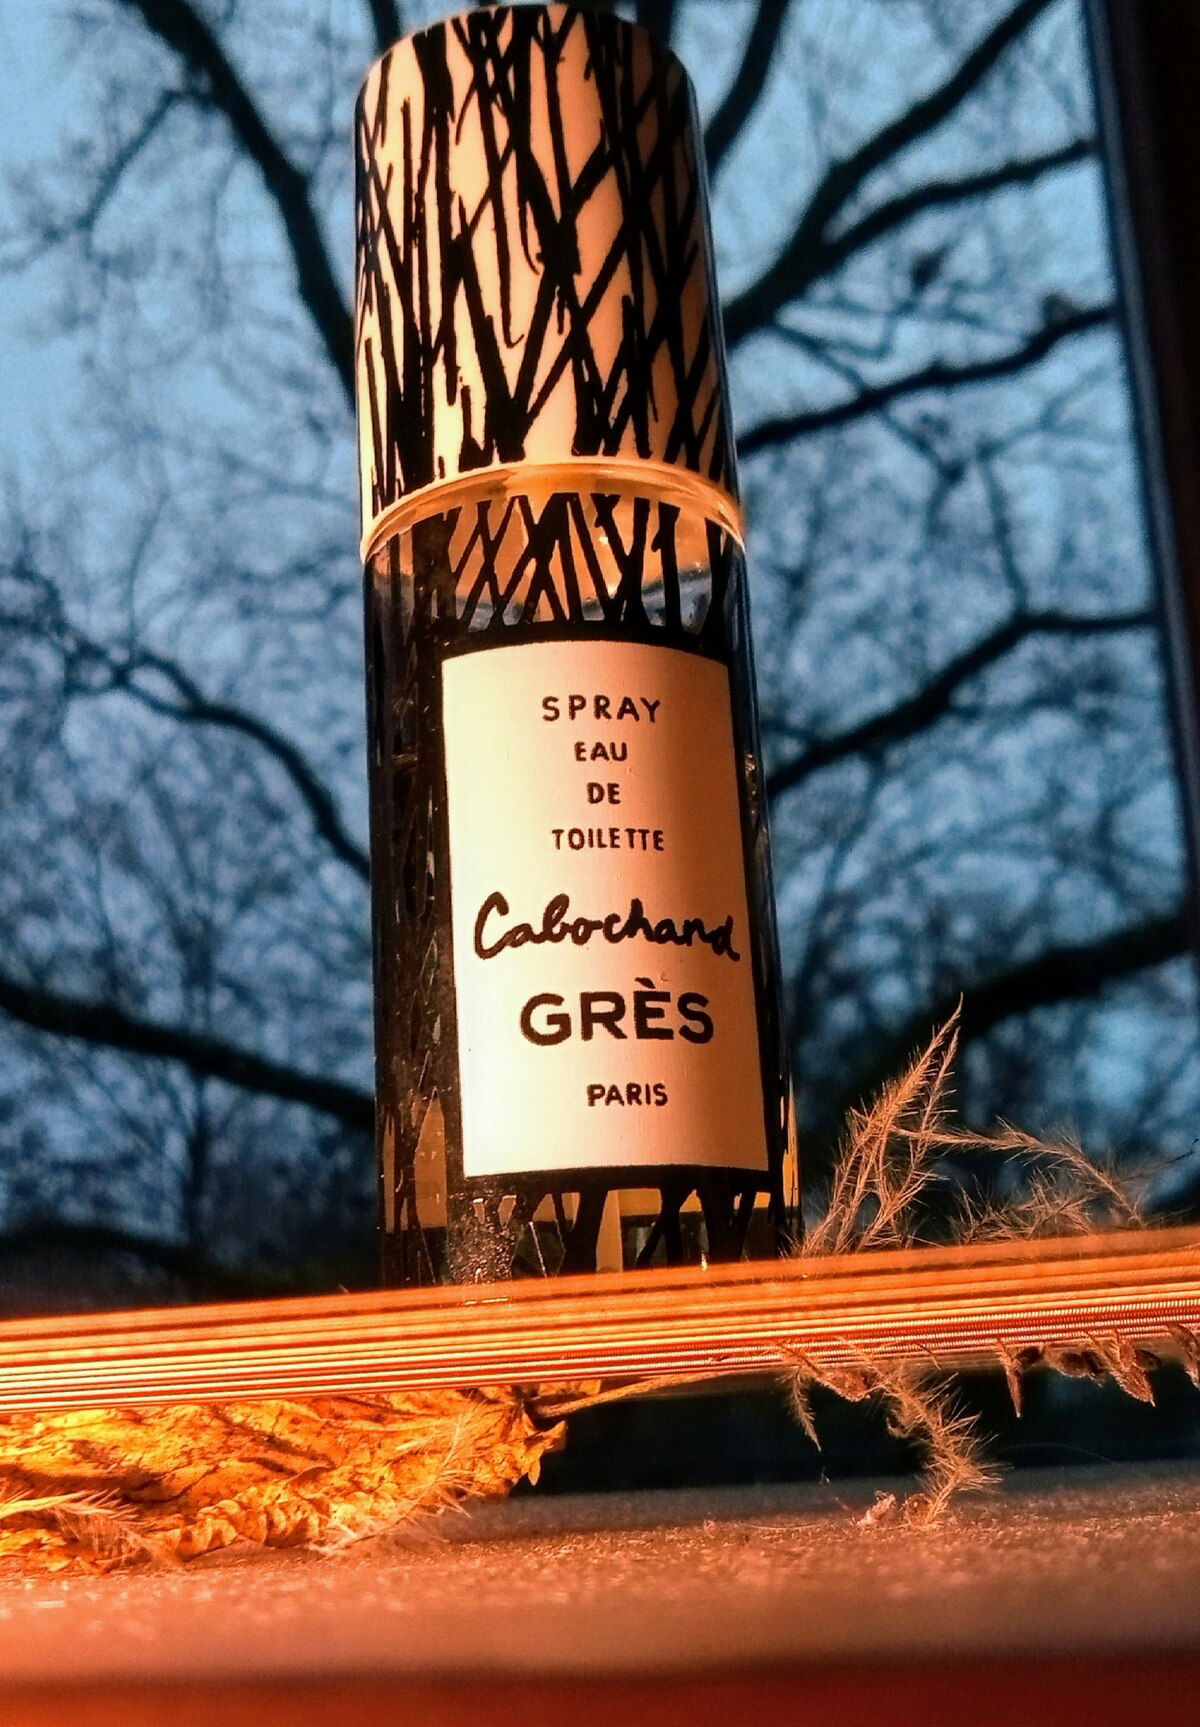 SPRAY
EAU
DE
TOILETTE
Cabochard
GRÈS
PARIS